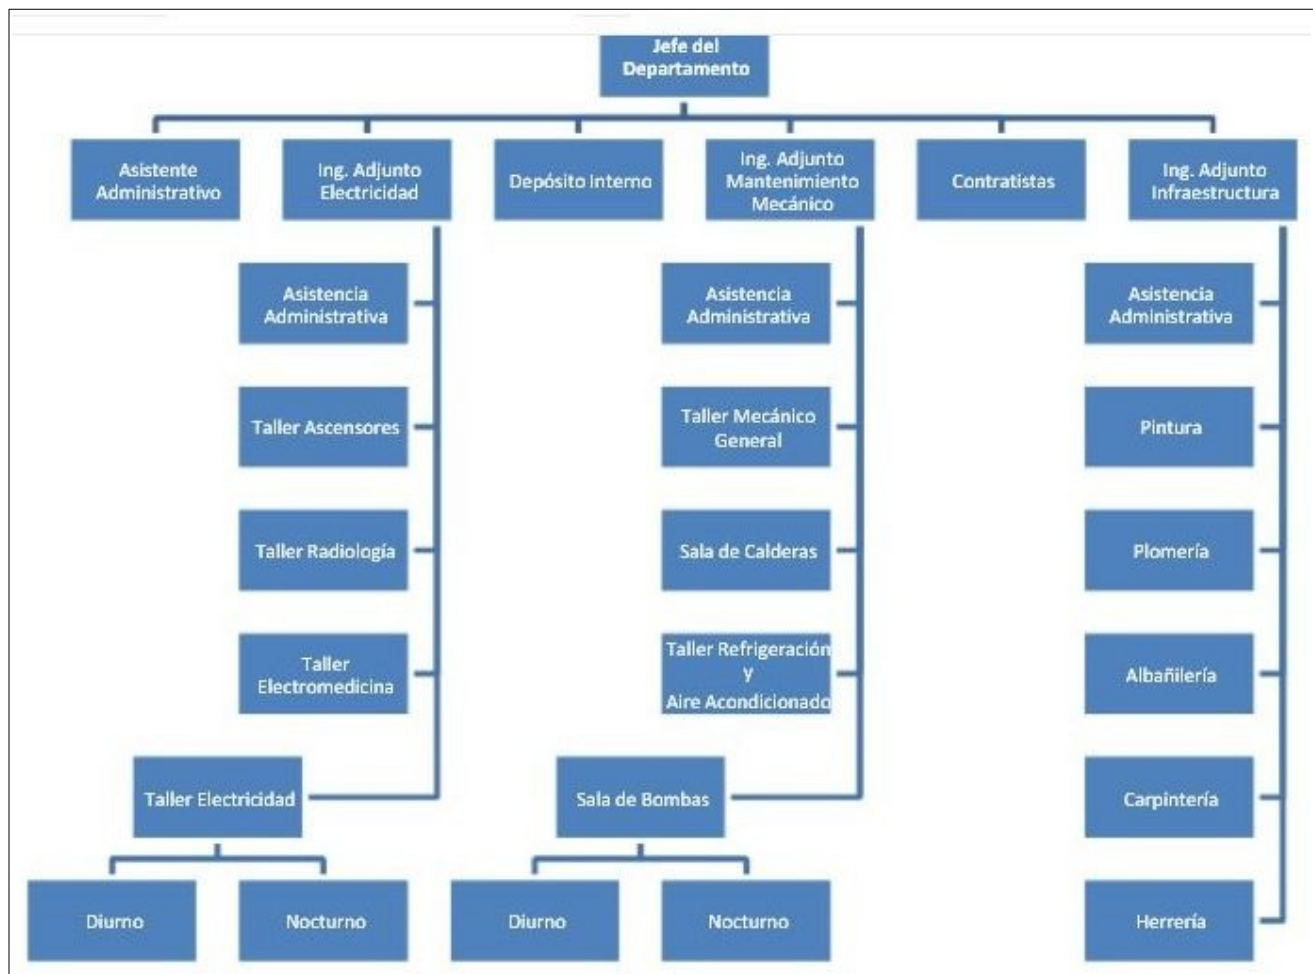 Jefe del
Departamento
Asistente
Administrativo
Ing. Adjunto
Electricidad
Depósito Interno
Ing. Adjunto
Mantenimiento
Mecánico
Contratistas
Ing. Adjunto
Infraestructura
Asistencia
Administrativa
Asistencia
Administrativa
Asistencia
Administrativa
Taller Ascensores
Taller Mecánico
General
Pintura
Taller Radiología
Sala de Calderas
Plomería
Taller
Electromedicina
Taller Refrigeración
y
Aire Acondicionado
Albañilería
Taller Electricidad
Sala de Bombas
Carpintería
Diurno
Nocturno
Diurno
Nocturno
Herrería